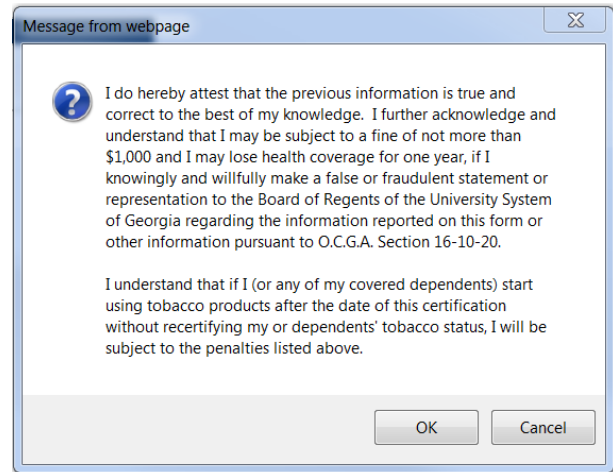 Message from webpage
I do hereby attest that the previous information is true and
correct to the best of my knowledge.  I further acknowledge and
understand that I may be subject to a fine of not more than
$1,000 and I may lose health coverage for one year, if I
knowingly and willfully make a false or fraudulent statement or
representation to the Board of Regents of the University System
of Georgia regarding the information reported on this form or
other information pursuant to O.C.G.A. Section 16-10-20.
I understand that if I (or any of my covered dependents) start
using tobacco products after the date of this certification
without recertifying my or dependents' tobacco status, I will be
subject to the penalties listed above.
OK
Cancel